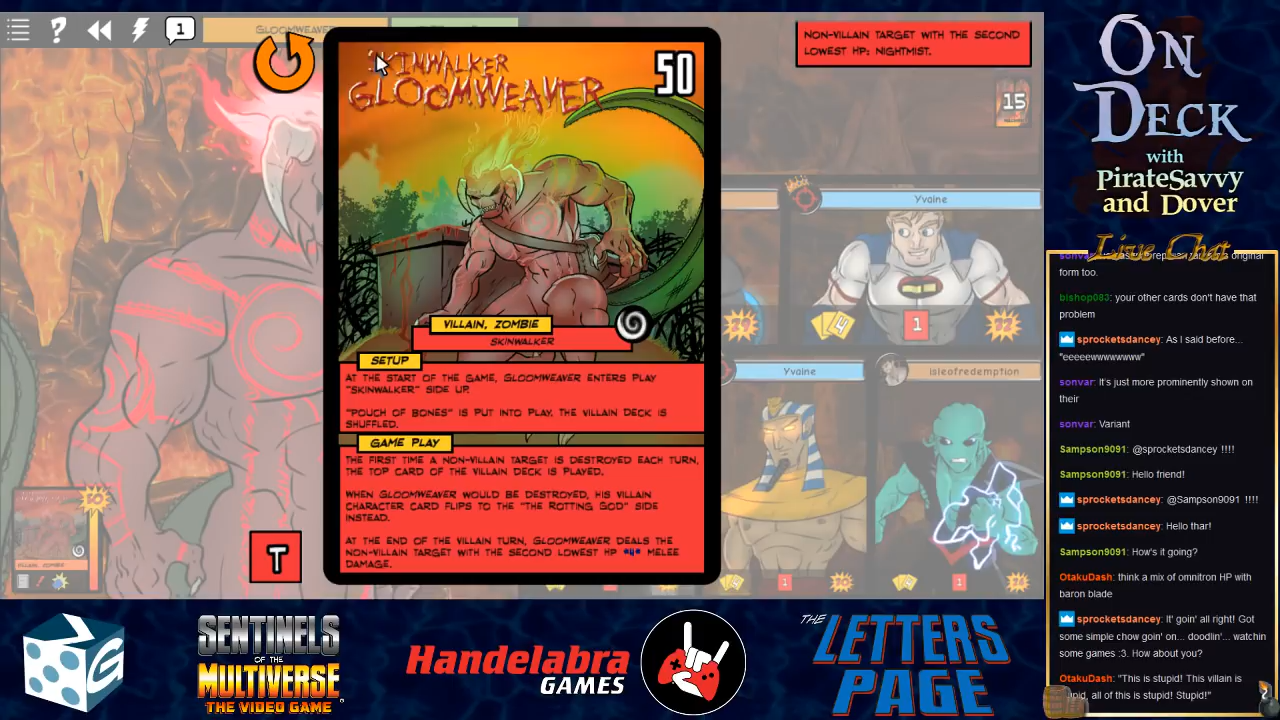 1
GLOOMWEAVER
SKINWALKER
GLOOMWEAVER
50
VILLAIN, ZOMBIE
SKINWALKER
SETUP
AT THE START OF THE GAME, GLOOMWEAVER ENTERS PLAY
"SKINWALKER" SIDE UP.
"POUCH OF BONES" IS PUT INTO PLAY. THE VILLAIN DECK IS
SHUFFLED.
GAME PLAY
THE FIRST TIME A NON-VILLAIN TARGET IS DESTROYED EACH TURN,
THE TOP CARD OF THE VILLAIN DECK IS PLAYED.
WHEN GLOOMWEAVER WOULD BE DESTROYED, HIS VILLAIN
CHARACTER CARD FLIPS TO THE "THE ROTTING GOD" SIDE
INSTEAD.
AT THE END OF THE VILLAIN TURN, GLOOMWEAVER DEALS THE
NON-VILLAIN TARGET WITH THE SECOND LOWEST HP *4* MELEE
DAMAGE.
T
NON-VILLAIN TARGET WITH THE SECOND
LOWEST HP: NIGHTMIST.
15
Yvaine
4
1
Yvaine
isleofredemption
1
1
ON
DECK
WITH
PIRATESAVVY
AND DOVER
Live Chat
original
form too.
bishop083: your other cards don't have that
problem
sprocketsdancey: As I said before...
"eeeeewwwwwwww"
sonvar: It's just more prominently shown on
their
sonvar: Variant
Sampson9091: @sprocketsdancey !!!!
Sampson9091: Hello friend!
sprocketsdancey: @Sampson9091 !!!!
sprocketsdancey: Hello thar!
Sampson9091: How's it going?
OtakuDash: think a mix of omnitron HP with
baron blade
sprocketsdancey: It' goin' all right! Got
some simple chow goin' on... doodlin'... watchin
some games :3. How about you?
OtakuDash: "This is stupid! This villain is
stupid, all of this is stupid! Stupid!"
SENTINELS
OF THE
MULTIVERSE
THE VIDEO GAME
Handelabra
GAMES
THE
LETTERS
PAGE